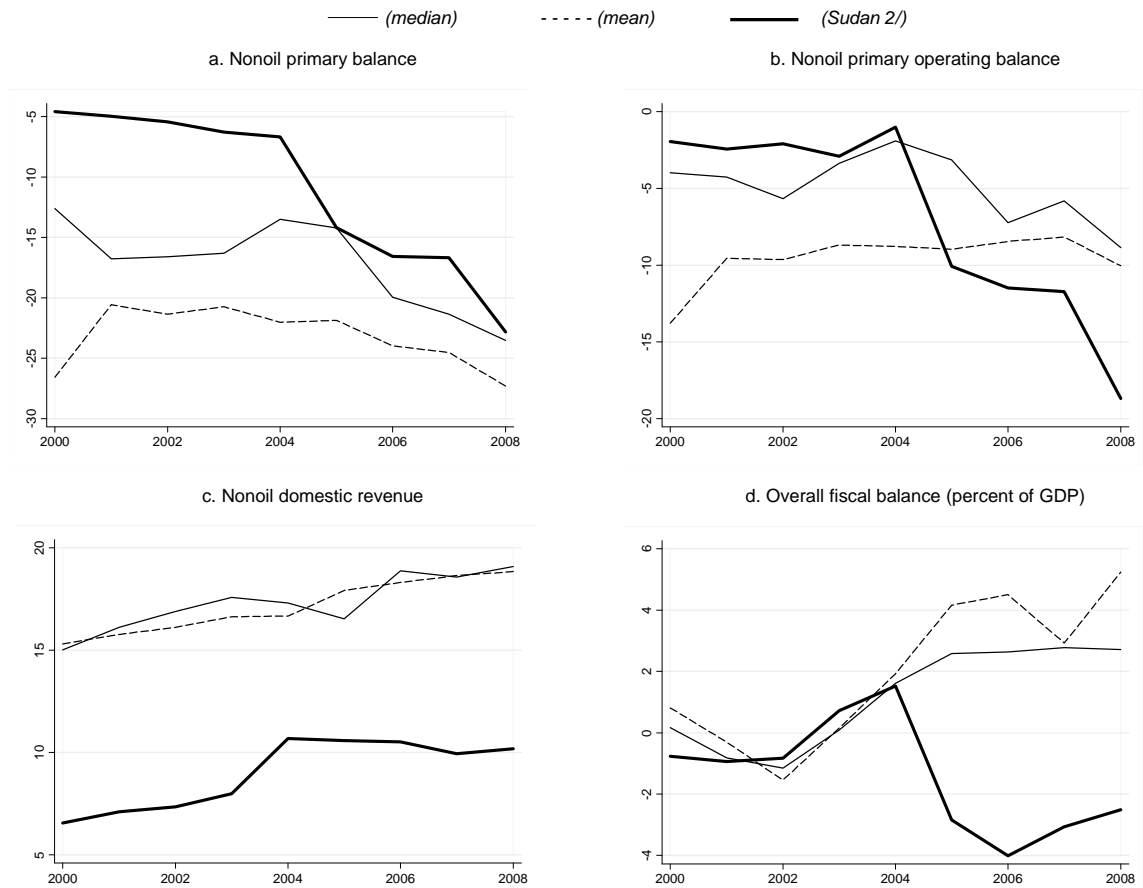 (median) (mean) (Sudan 2/)
a. Nonoil primary balance
-5
-10
-15
-20
-25
-30
2000 2002 2004 2006 2008
b. Nonoil primary operating balance
0
-5
-10
-15
-20
2000 2002 2004 2006 2008
c. Nonoil domestic revenue
20
15
10
5
2000 2002 2004 2006 2008
d. Overall fiscal balance (percent of GDP)
6
4
2
0
-2
-4
2000 2002 2004 2006 2008